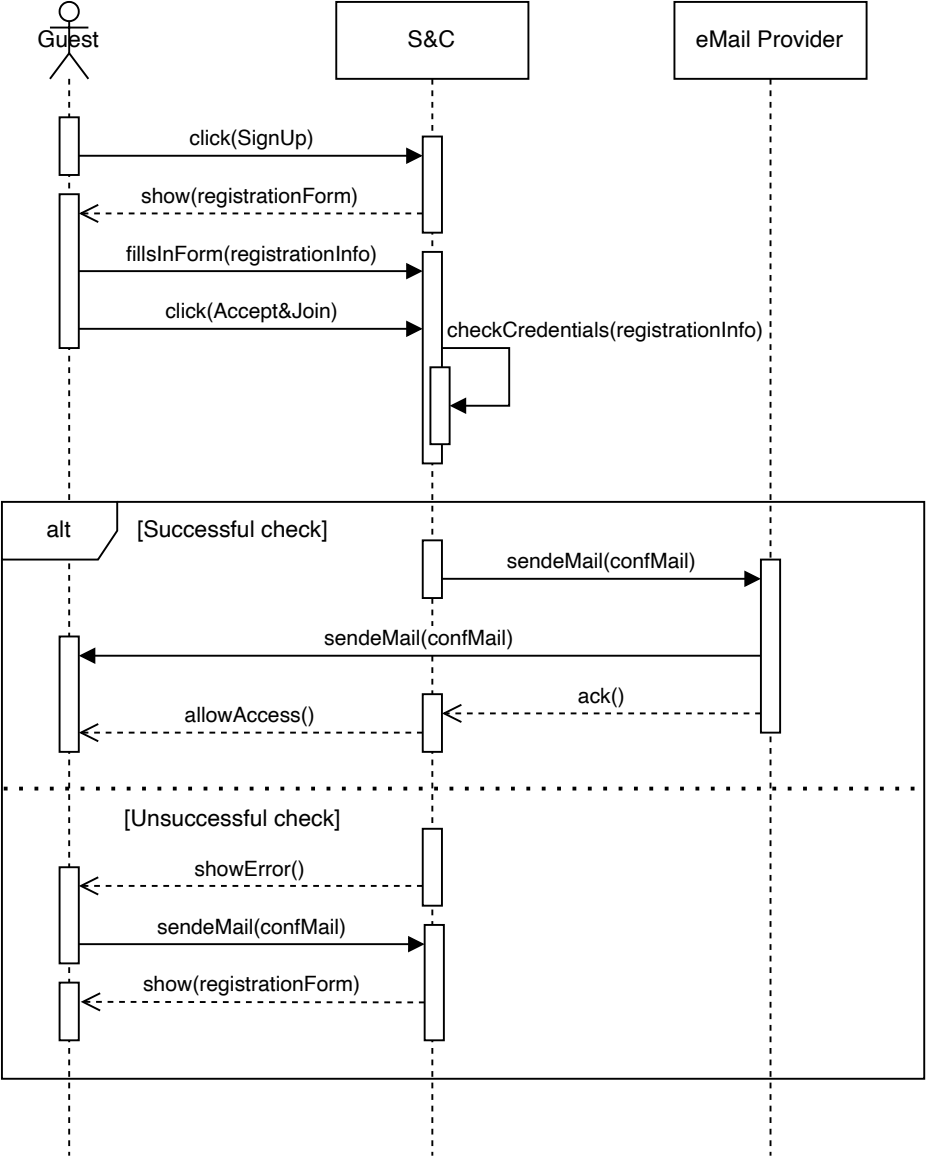 Guest
S&C
eMail Provider
click(SignUp)
show(registrationForm)
fillsInForm(registrationInfo)
click(Accept&Join)
checkCredentials(registrationInfo)
alt
[Successful check]
sendeMail(confMail)
sendeMail(confMail)
ack()
allowAccess()
[Unsuccessful check]
showError()
sendeMail(confMail)
show(registrationForm)